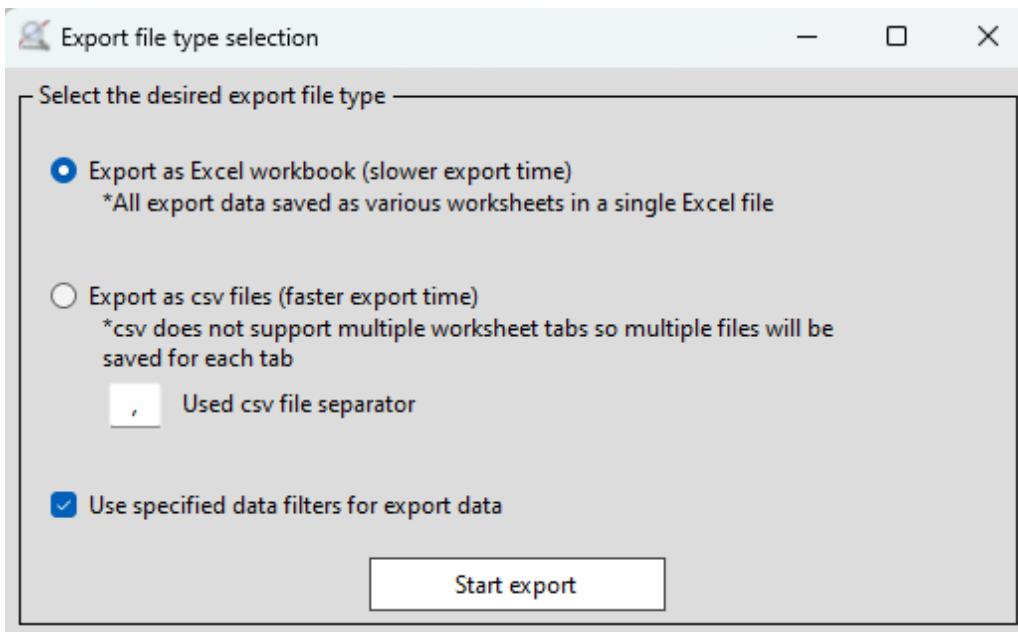 Export file type selection
Select the desired export file type
Export as Excel workbook (slower export time)
*All export data saved as various worksheets in a single Excel file
Export as csv files (faster export time)
*csv does not support multiple worksheet tabs so multiple files will be
saved for each tab
, Used csv file separator
Use specified data filters for export data
Start export